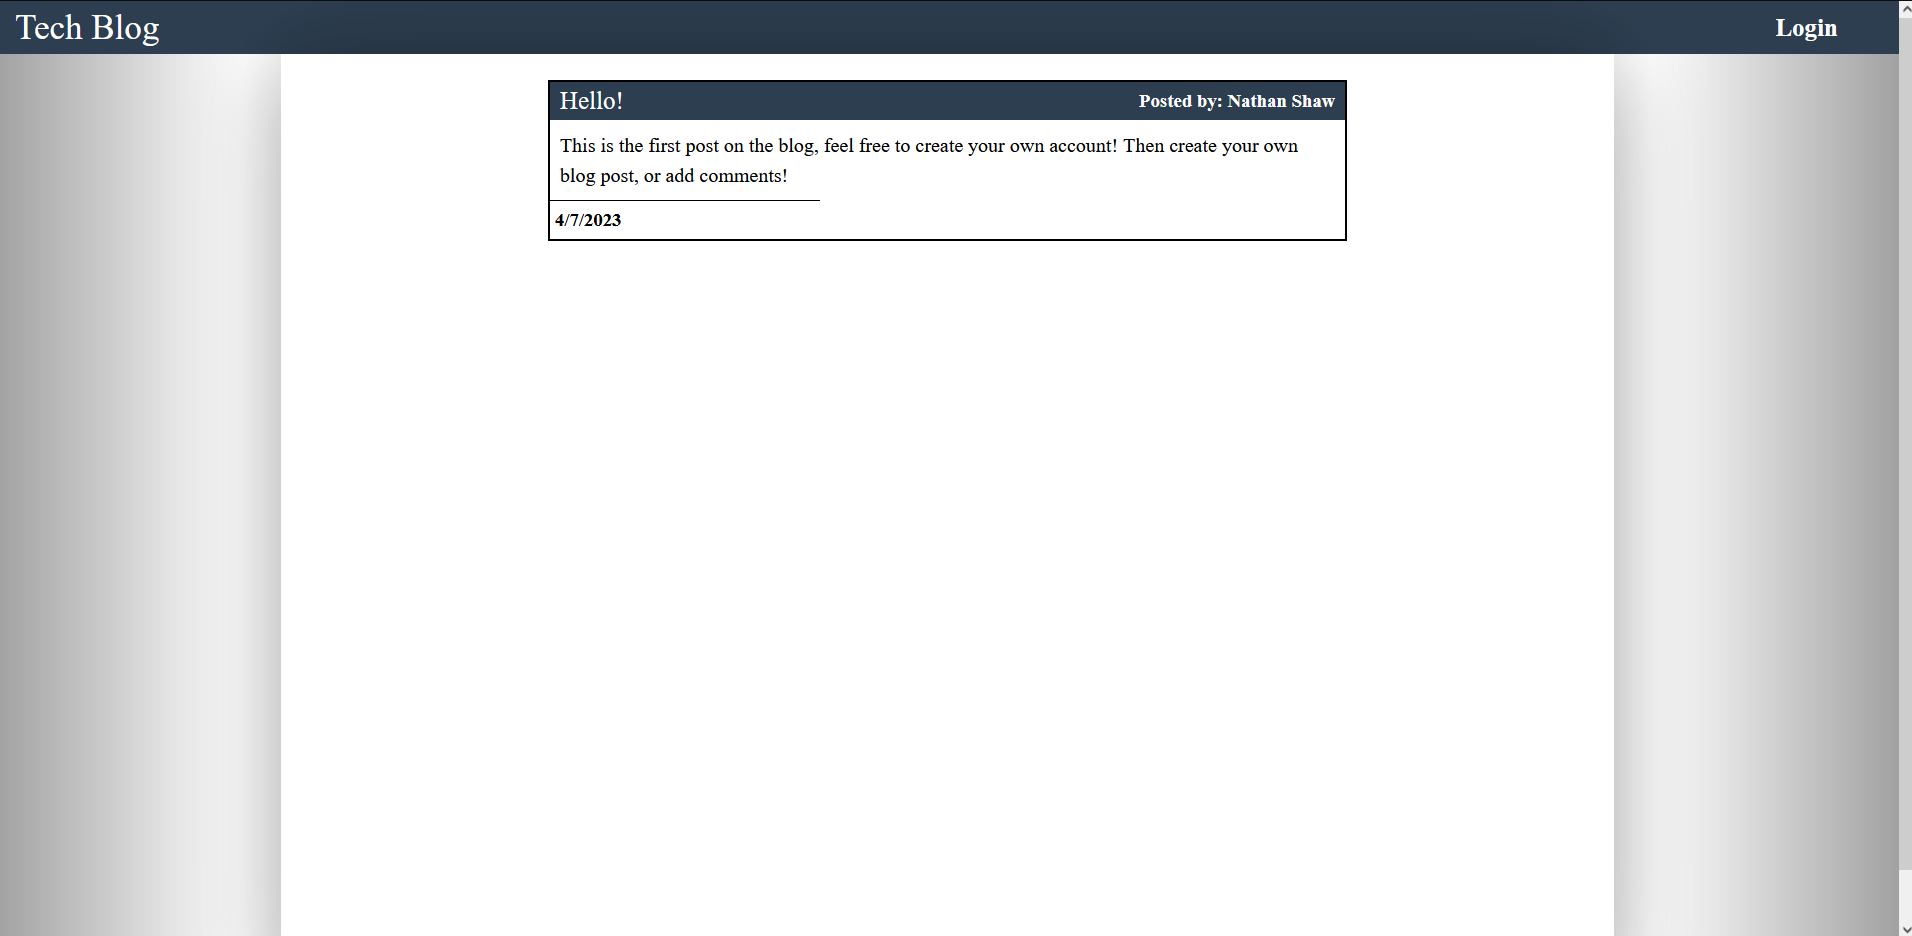 Tech Blog
Login
Hello!
Posted by: Nathan Shaw
This is the first post on the blog, feel free to create your own account! Then create your own
blog post, or add comments!
4/7/2023